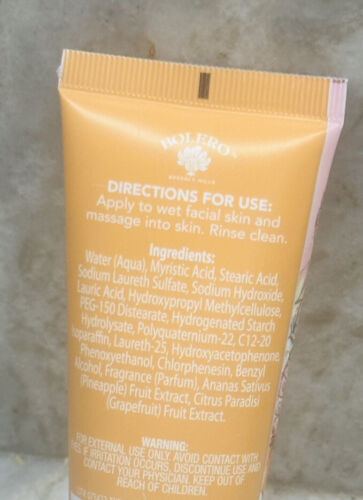 BOLERO
BEVERLY HILLS
DIRECTIONS FOR USE:
Apply to wet facial skin and
massage into skin. Rinse clean.
Ingredients:
Water (Aqua), Myristic Acid, Stearic Acid,
Sodium Laureth Sulfate, Sodium Hydroxide,
Lauric Acid, Hydroxypropyl Methylcellulose,
PEG-150 Distearate, Hydrogenated Starch
Hydrolysate, Polyquaternium-22, C12-20
Isoparaffin, Laureth-25, Hydroxyacetophenone,
Phenoxyethanol, Chlorphenesin, Benzyl
Alcohol, Fragrance (Parfum), Ananas Sativus
(Pineapple) Fruit Extract, Citrus Paradisi
(Grapefruit) Fruit Extract.
WARNING:
FOR EXTERNAL USE ONLY. AVOID CONTACT WITH
IF IRRITATION OCCURS, DISCONTINUE USE AND
CONTACT YOUR PHYSICIAN. KEEP OUT OF
REACH OF CHILDREN.